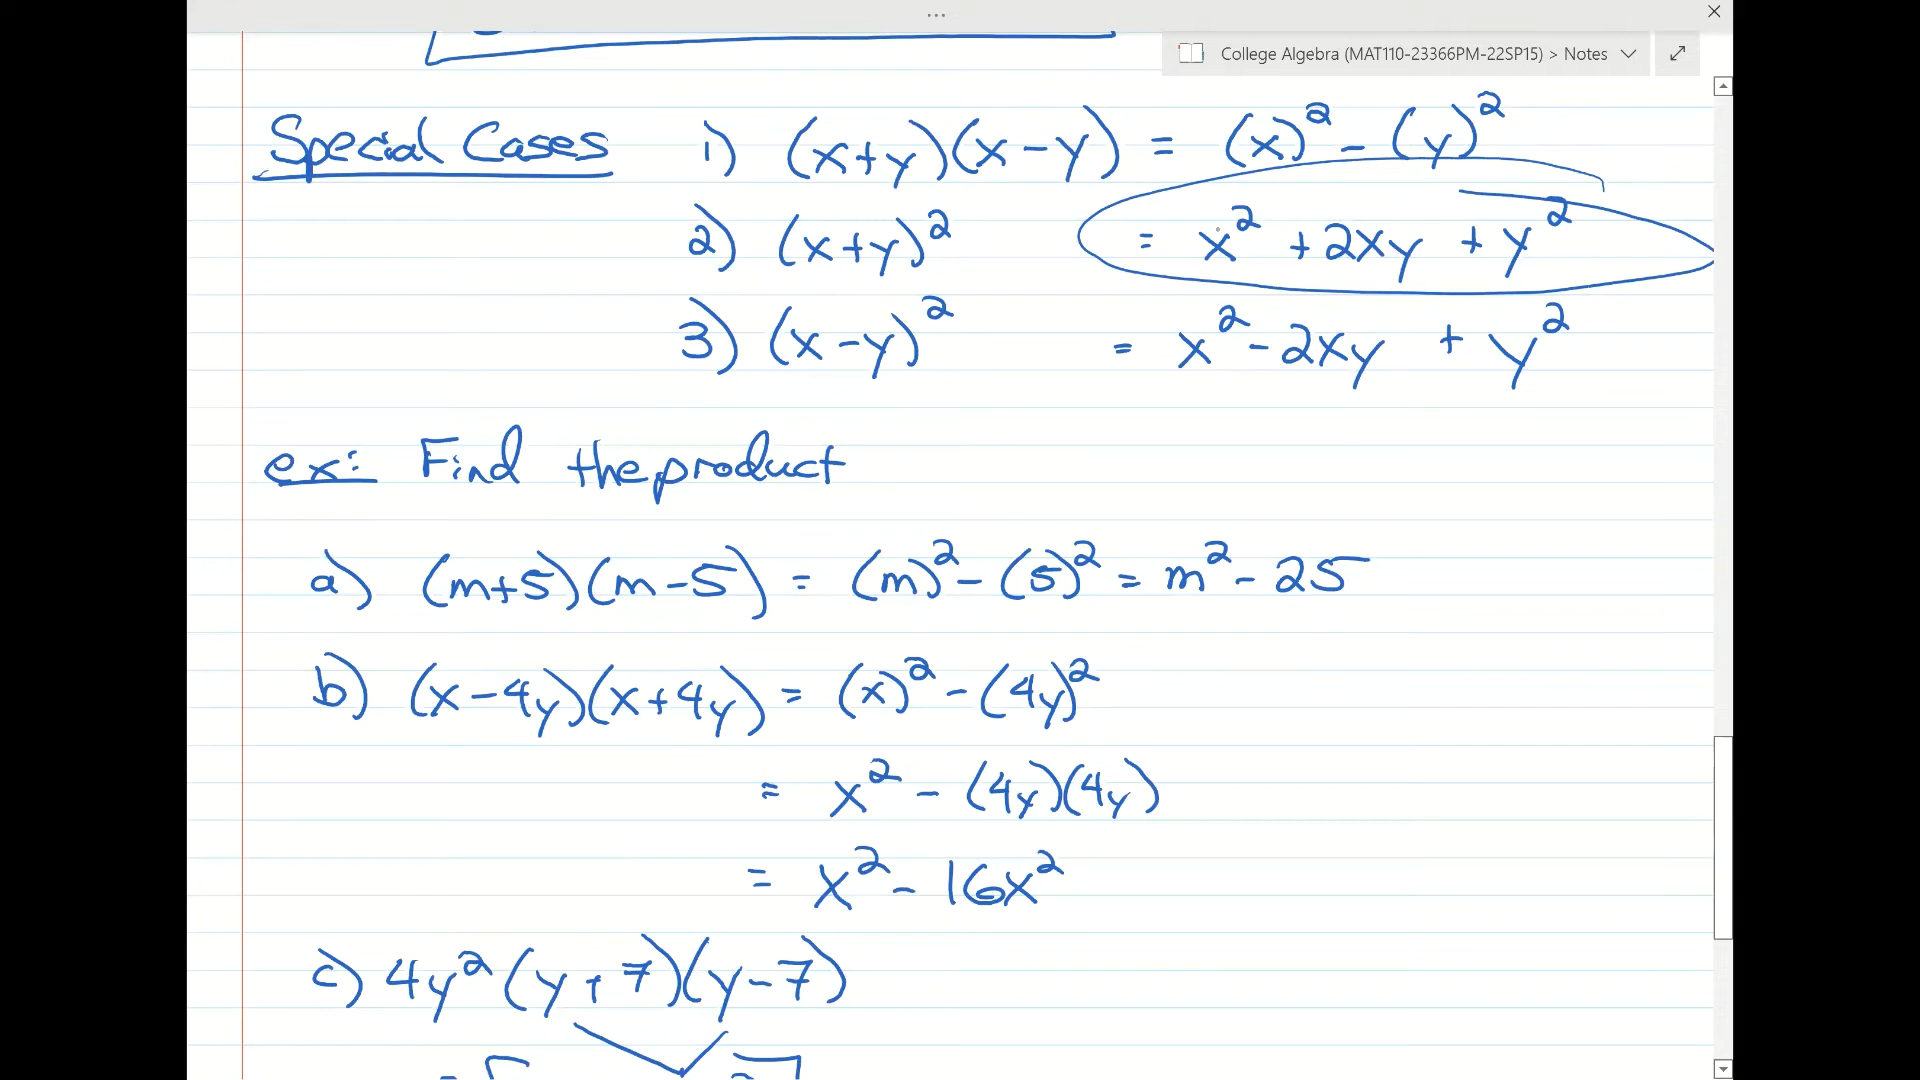 ...
College Algebra (MAT110-23366PM-22SP15) > Notes
Special Cases 1) (x+y)(x-y) = (x)² - (y)²
2) (x+y)² = x² + 2xy + y²
3) (x-y)² = x² - 2xy + y²
ex: Find the product
a) (m+5)(m-5) = (m)² - (5)² = m² - 25
b) (x-4y)(x+4y) = (x)² - (4y)²
= x² - (4y)(4y)
= x² - 16x²
c) 4y²(y+7)(y-7)